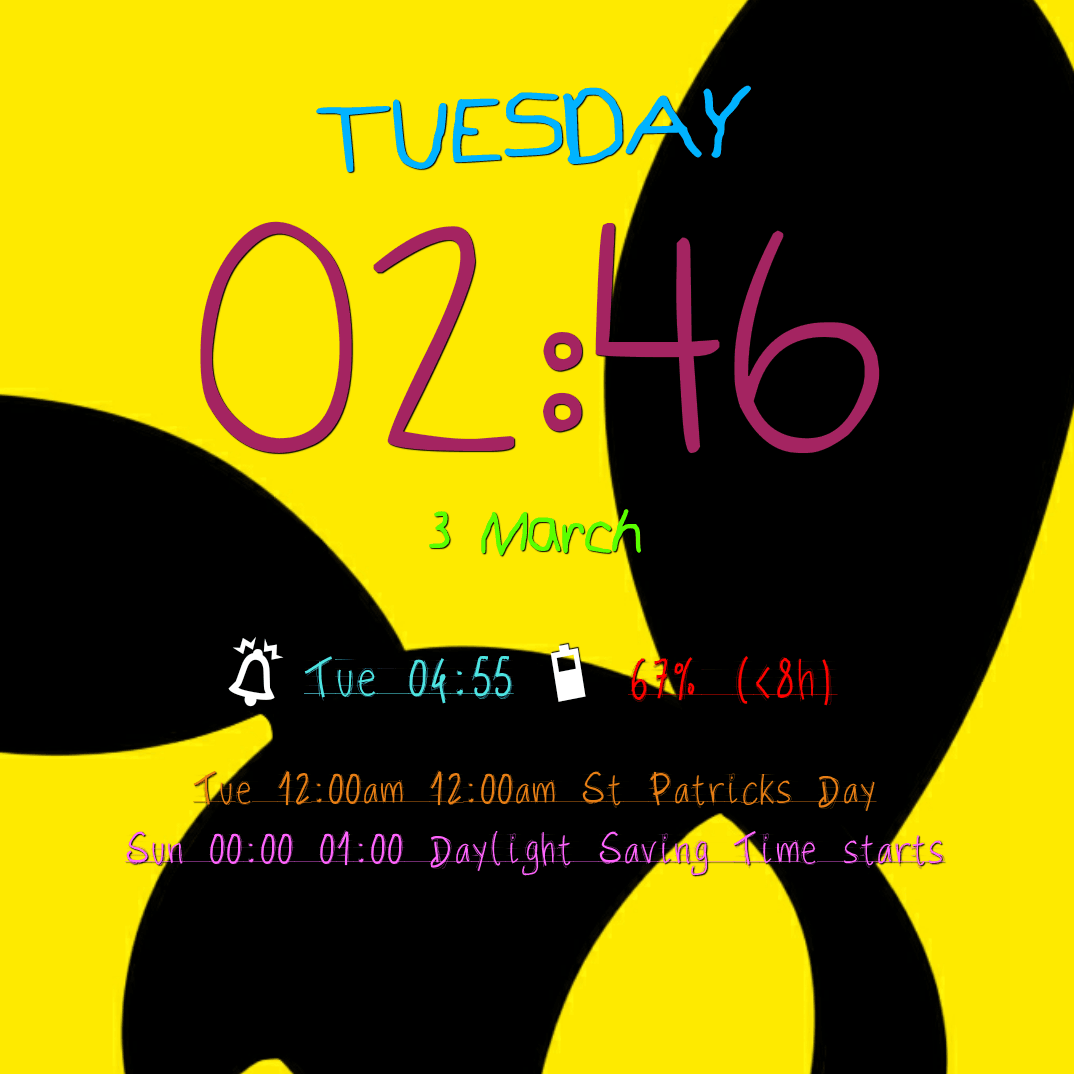 TUESDAY
02:46
3 March
Tue 04:55 67% (<8h)
Tue 12:00am 12:00am St Patricks Day
Sun 00:00 01:00 Daylight Saving Time starts